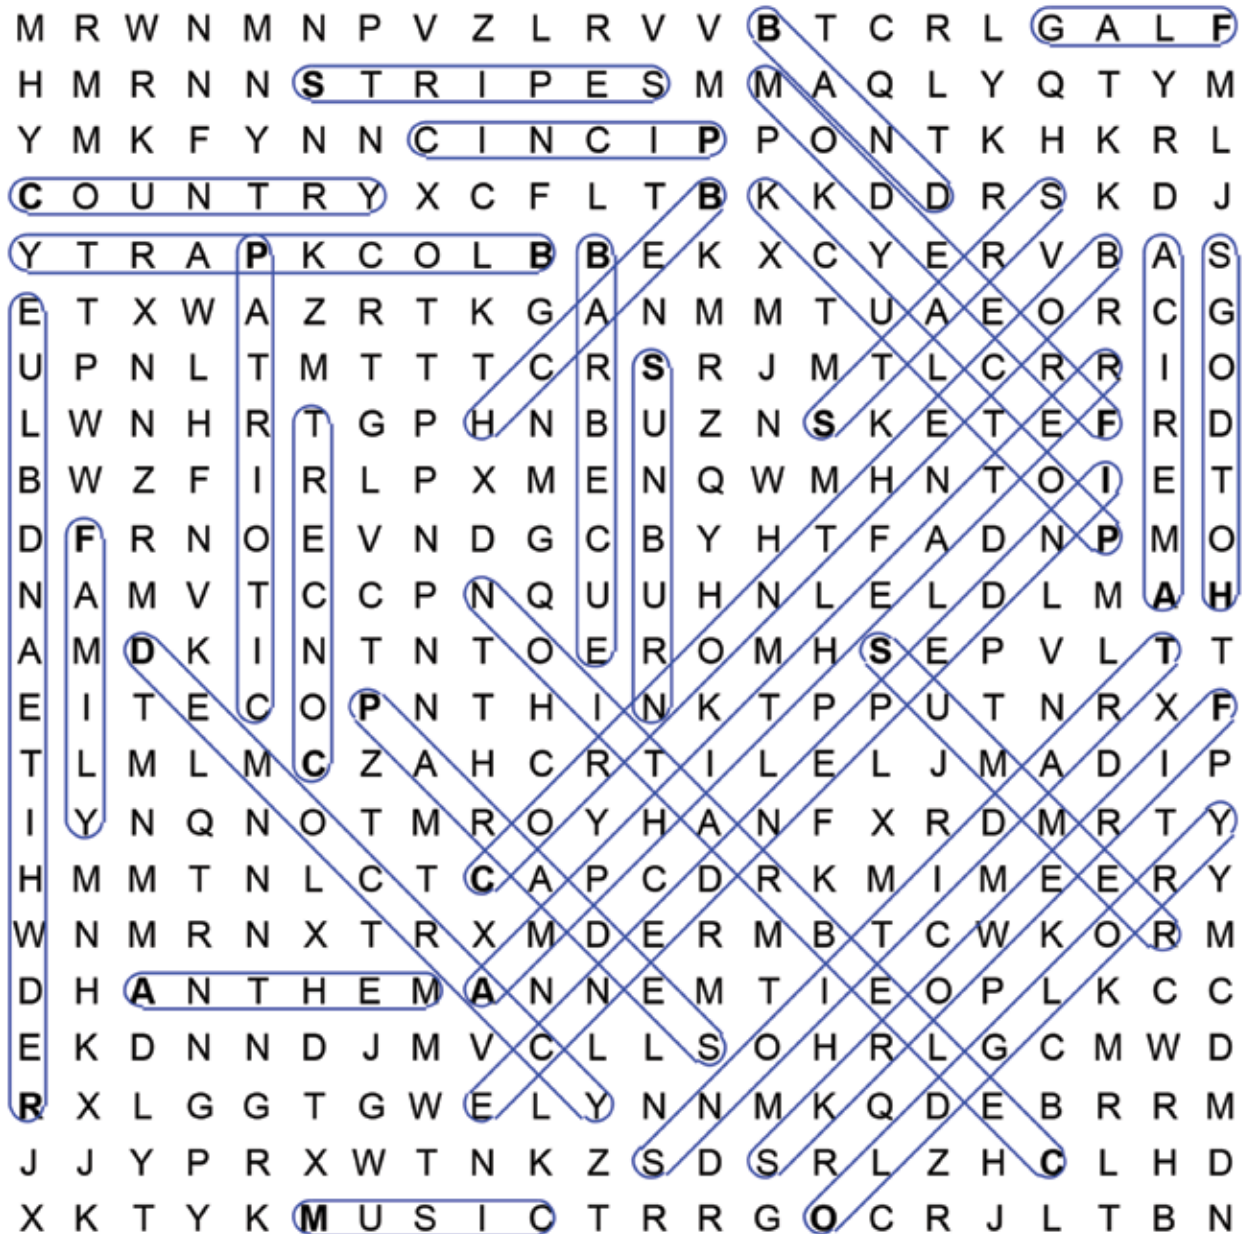 M R W N M N P V Z L R V V B T C R L G A L F
H M R N N S T R I P E S M M A Q L Y Q T Y M
Y M K F Y N N C I N C I P P O N T K H K R L
C O U N T R Y X C F L T B K K D D R S K D J
Y T R A P K C O L B B E K X C Y E R V B A S
E T X W A Z R T K G A N M M T U A E O R C G
U P N L T M T T T C R S R J M T L C R R I O
L W N H R T G P H N B U Z N S K E T E F R D
B W Z F I R L P X M E N Q W M H N T O I E T
D F R N O E V N D G C B Y H T F A D N P M O
N A M V T C C P N Q U U H N L E L D L M A H
A M D K I N T N T O E R O M H S E P V L T T
E I T E C O P N T H I N K T P P U T N R X F
T L M L M C Z A H C R T I L E L J M A D I P
I Y N Q N O T M R O Y H A N F X R D M R T Y
H M M T N L C T C A P C D R K M I M E E R Y
W N M R N X T R X M D E R M B T C W K O R M
D H A N T H E M A N N E M T I E O P L K C C
E K D N N D J M V C L L S O H R L G C M W D
R X L G G T G W E L Y N N M K Q D E B R R M
J J Y P R X W T N K Z S D S R L Z H C L H D
X K T Y K M U S I C T R R G O C R J L T B N